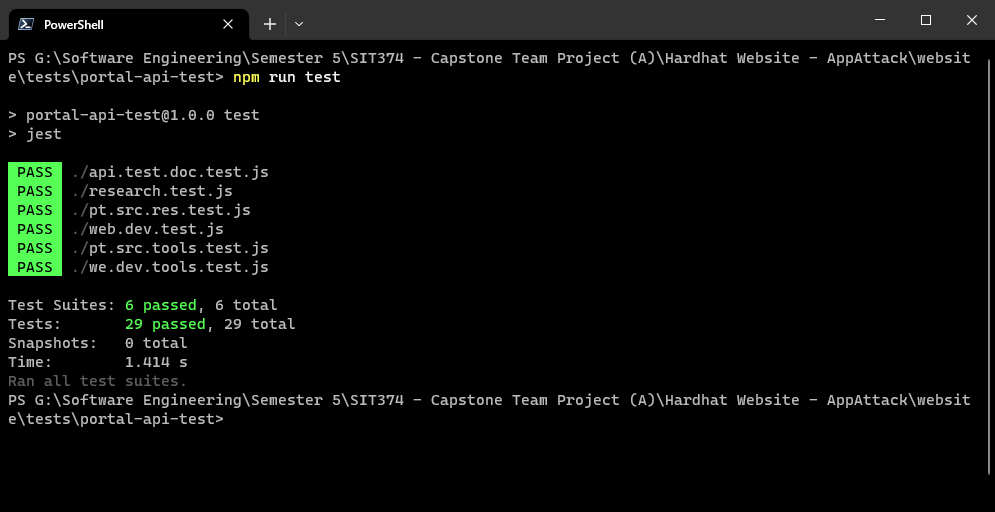 PowerShell
PS G:\Software Engineering\Semester 5\SIT374 - Capstone Team Project (A)\Hardhat Website - AppAttack\websit
e\tests\portal-api-test> npm run test
> portal-api-test@1.0.0 test
> jest
PASS ./api.test.doc.test.js
PASS ./research.test.js
PASS ./pt.src.res.test.js
PASS ./web.dev.test.js
PASS ./pt.src.tools.test.js
PASS ./we.dev.tools.test.js
Test Suites: 6 passed, 6 total
Tests:       29 passed, 29 total
Snapshots:   0 total
Time:        1.414 s
Ran all test suites.
PS G:\Software Engineering\Semester 5\SIT374 - Capstone Team Project (A)\Hardhat Website - AppAttack\websit
e\tests\portal-api-test>